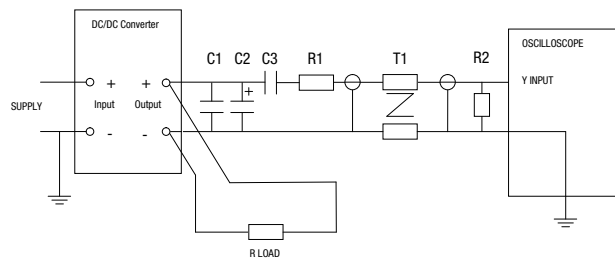 DC/DC Converter
C1 C2 C3 R1 T1 R2
OSCILLOSCOPE
+ + +
Y INPUT
SUPPLY
Input Output
- -
R LOAD